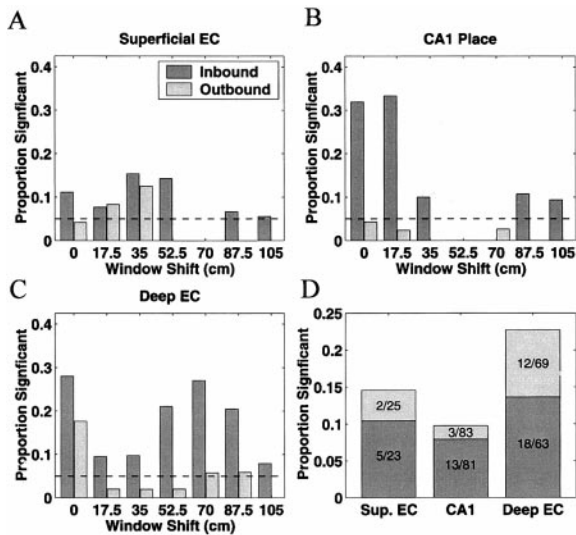 A
Superficial EC
Proportion Signficant
0.4
0.3
0.2
0.1
0
Inbound
Outbound
0 17.5 35 52.5 70 87.5 105
Window Shift (cm)
B
CA1 Place
Proportion Signficant
0.4
0.3
0.2
0.1
0
0 17.5 35 52.5 70 87.5 105
Window Shift (cm)
C
Deep EC
Proportion Signficant
0.4
0.3
0.2
0.1
0
0 17.5 35 52.5 70 87.5 105
Window Shift (cm)
D
Proportion Signficant
0.25
0.2
0.15
0.1
0.05
0
2/25
5/23
3/83
13/81
12/69
18/63
Sup. EC CA1 Deep EC